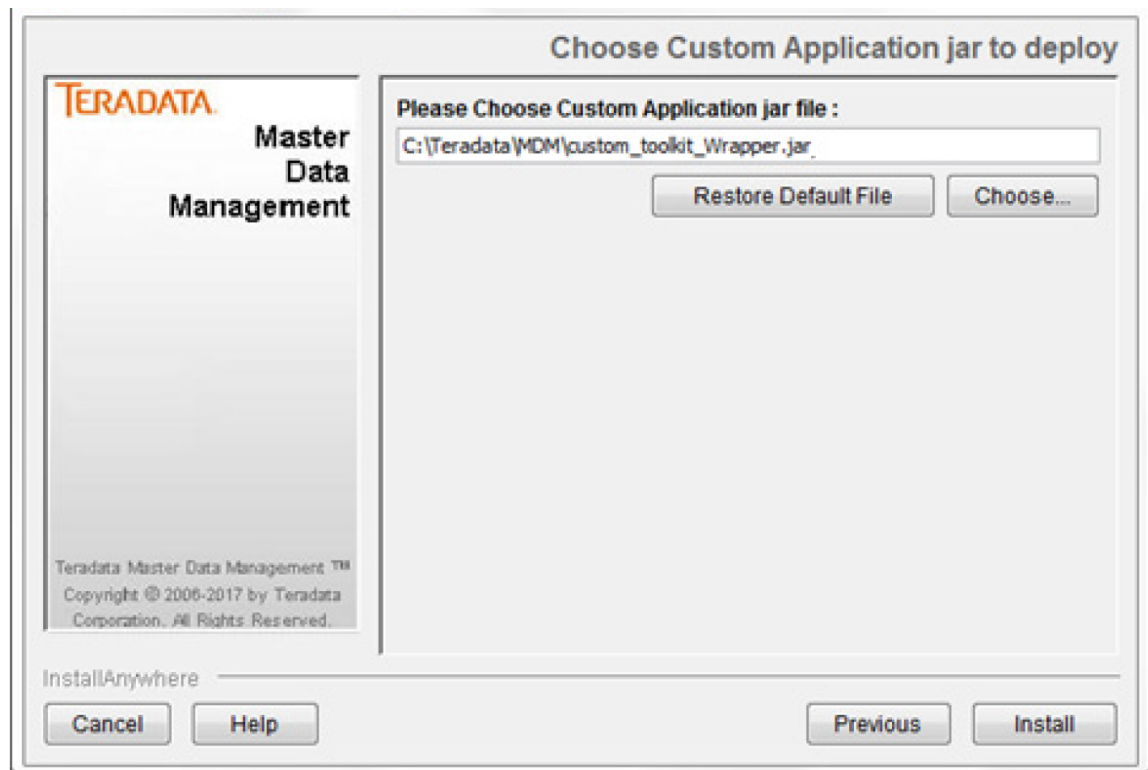 Choose Custom Application jar to deploy
TERADATA.
Master
Data
Management
Please Choose Custom Application jar file :
C:\Teradata\MDM\custom_toolkit_Wrapper.jar
Restore Default File
Choose...
Teradata Master Data Management ™
Copyright © 2006-2017 by Teradata
Corporation. All Rights Reserved.
InstallAnywhere
Cancel
Help
Previous
Install